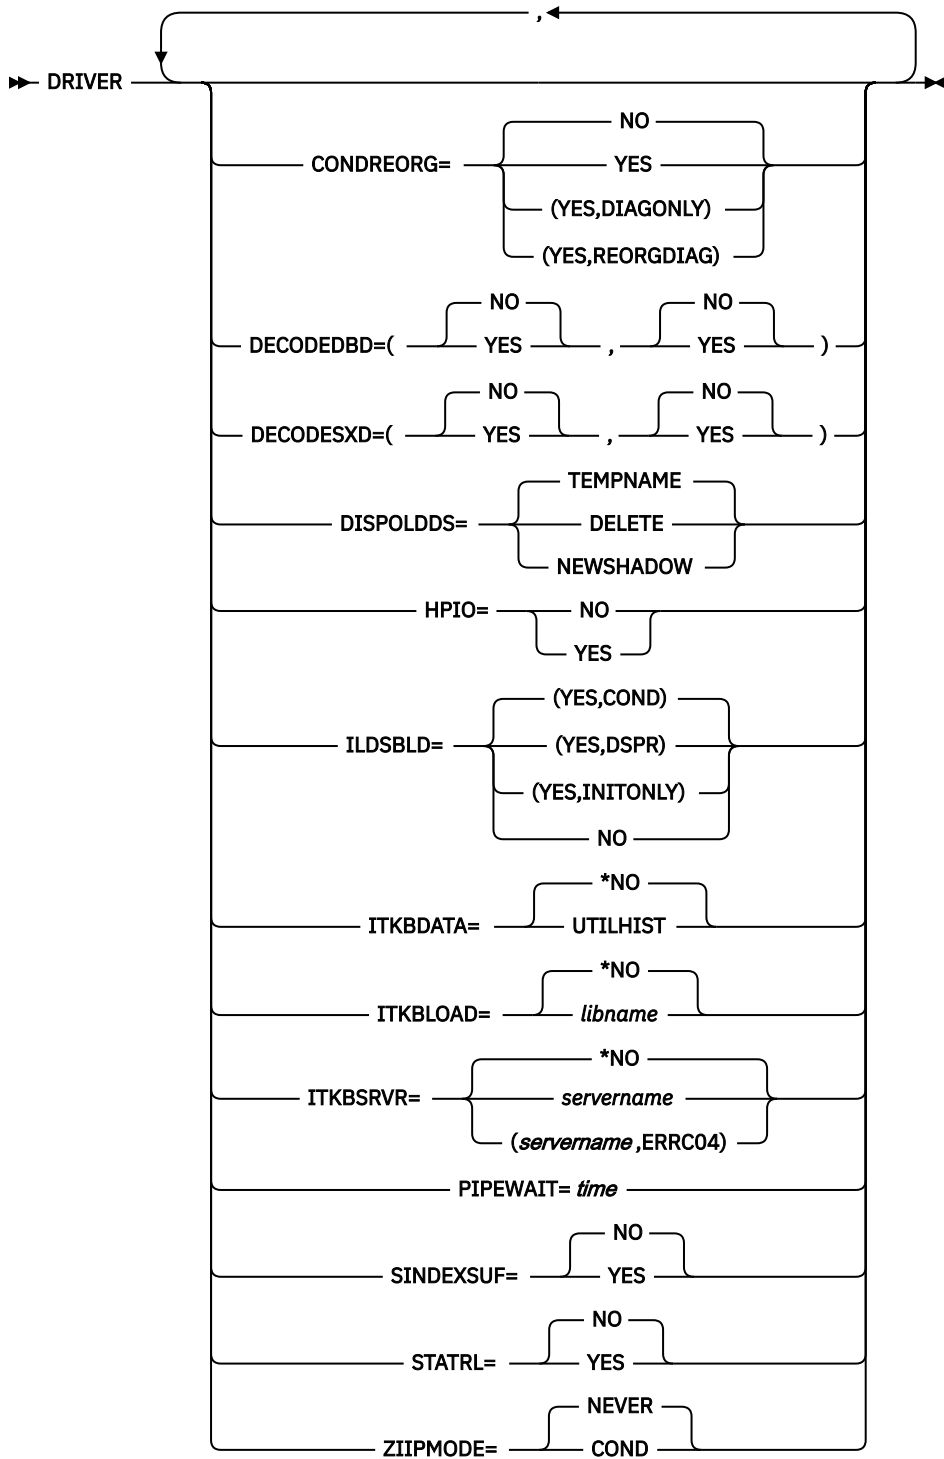 ,
DRIVER
NO
CONDREORG= YES
(YES,DIAGONLY)
(YES,REORGDIAG)
NO NO
DECODEDBD=( YES , YES )
NO NO
DECODESXD=( YES , YES )
TEMPNAME
DISPOLDDS= DELETE
NEWSHADOW
HPIO= NO
YES
(YES,COND)
ILDSBLD= (YES,DSPR)
(YES,INITONLY)
NO
*NO
ITKBDATA= UTILHIST
*NO
ITKBLOAD= libname
*NO
ITKBSRVR= servername
(servername ,ERRC04)
PIPEWAIT= time
NO
SINDEXSUF= YES
NO
STATRL= YES
NEVER
ZIIPMODE= COND